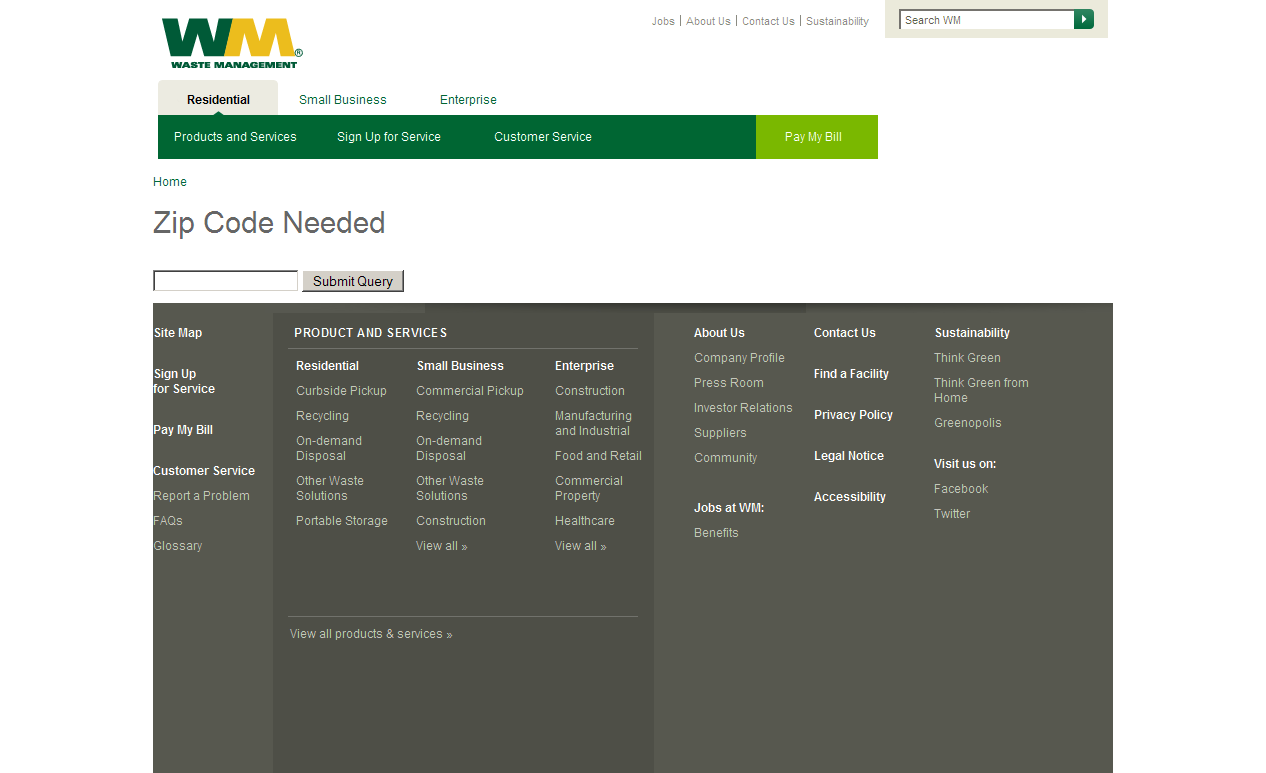 Jobs | About Us | Contact Us | Sustainability
Search WM
WM®
WASTE MANAGEMENT
Residential
Small Business
Enterprise
Products and Services
Sign Up for Service
Customer Service
Pay My Bill
Home
Zip Code Needed
Submit Query
Site Map
Sign Up
for Service
Pay My Bill
Customer Service
Report a Problem
FAQs
Glossary
PRODUCT AND SERVICES
Residential
Curbside Pickup
Recycling
On-demand
Disposal
Other Waste
Solutions
Portable Storage
Small Business
Commercial Pickup
Recycling
On-demand
Disposal
Other Waste
Solutions
Construction
View all »
Enterprise
Construction
Manufacturing
and Industrial
Food and Retail
Commercial
Property
Healthcare
View all »
View all products & services »
About Us
Company Profile
Press Room
Investor Relations
Suppliers
Community
Jobs at WM:
Benefits
Contact Us
Find a Facility
Privacy Policy
Legal Notice
Accessibility
Sustainability
Think Green
Think Green from
Home
Greenopolis
Visit us on:
Facebook
Twitter